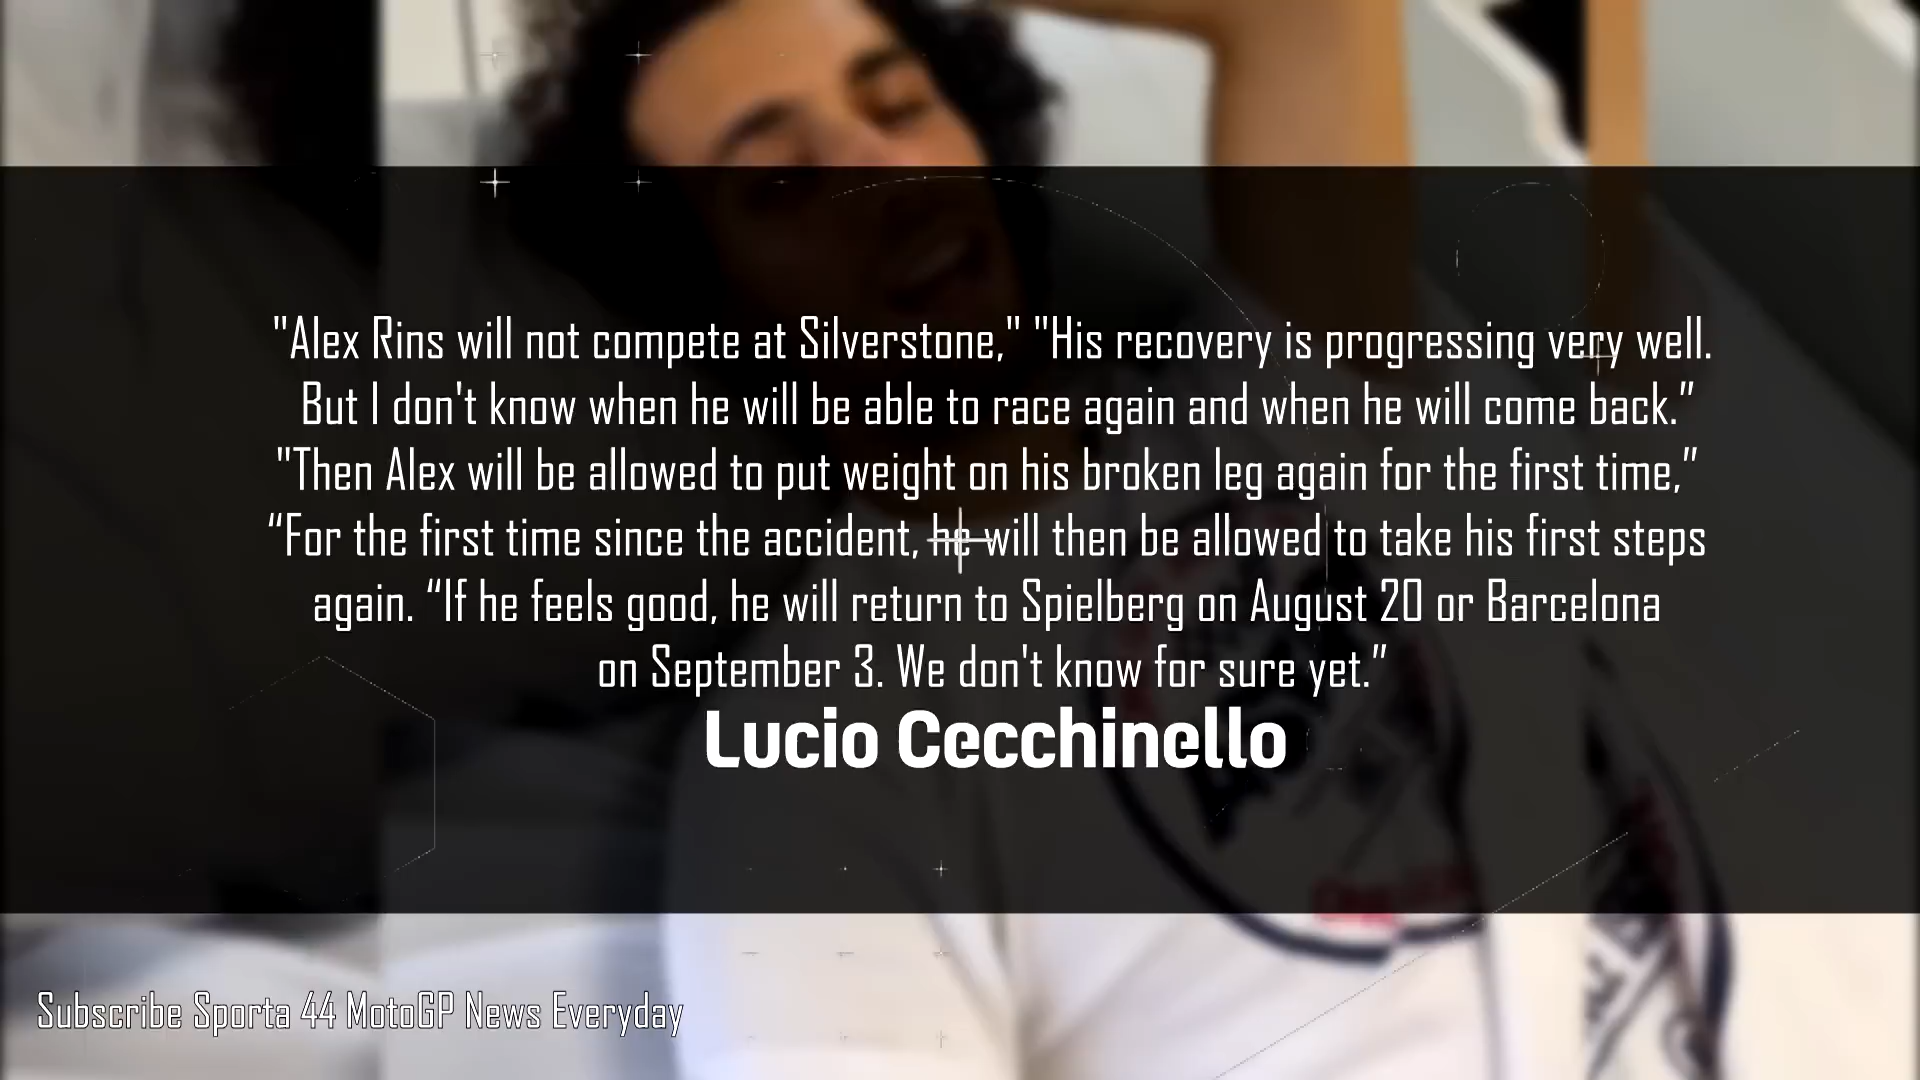 "Alex Rins will not compete at Silverstone," "His recovery is progressing very well.
But I don't know when he will be able to race again and when he will come back.”
"Then Alex will be allowed to put weight on his broken leg again for the first time,”
“For the first time since the accident, he will then be allowed to take his first steps
again. “If he feels good, he will return to Spielberg on August 20 or Barcelona
on September 3. We don't know for sure yet.”
Lucio Cecchinello
Subscribe Sporta 44 MotoGP News Everyday